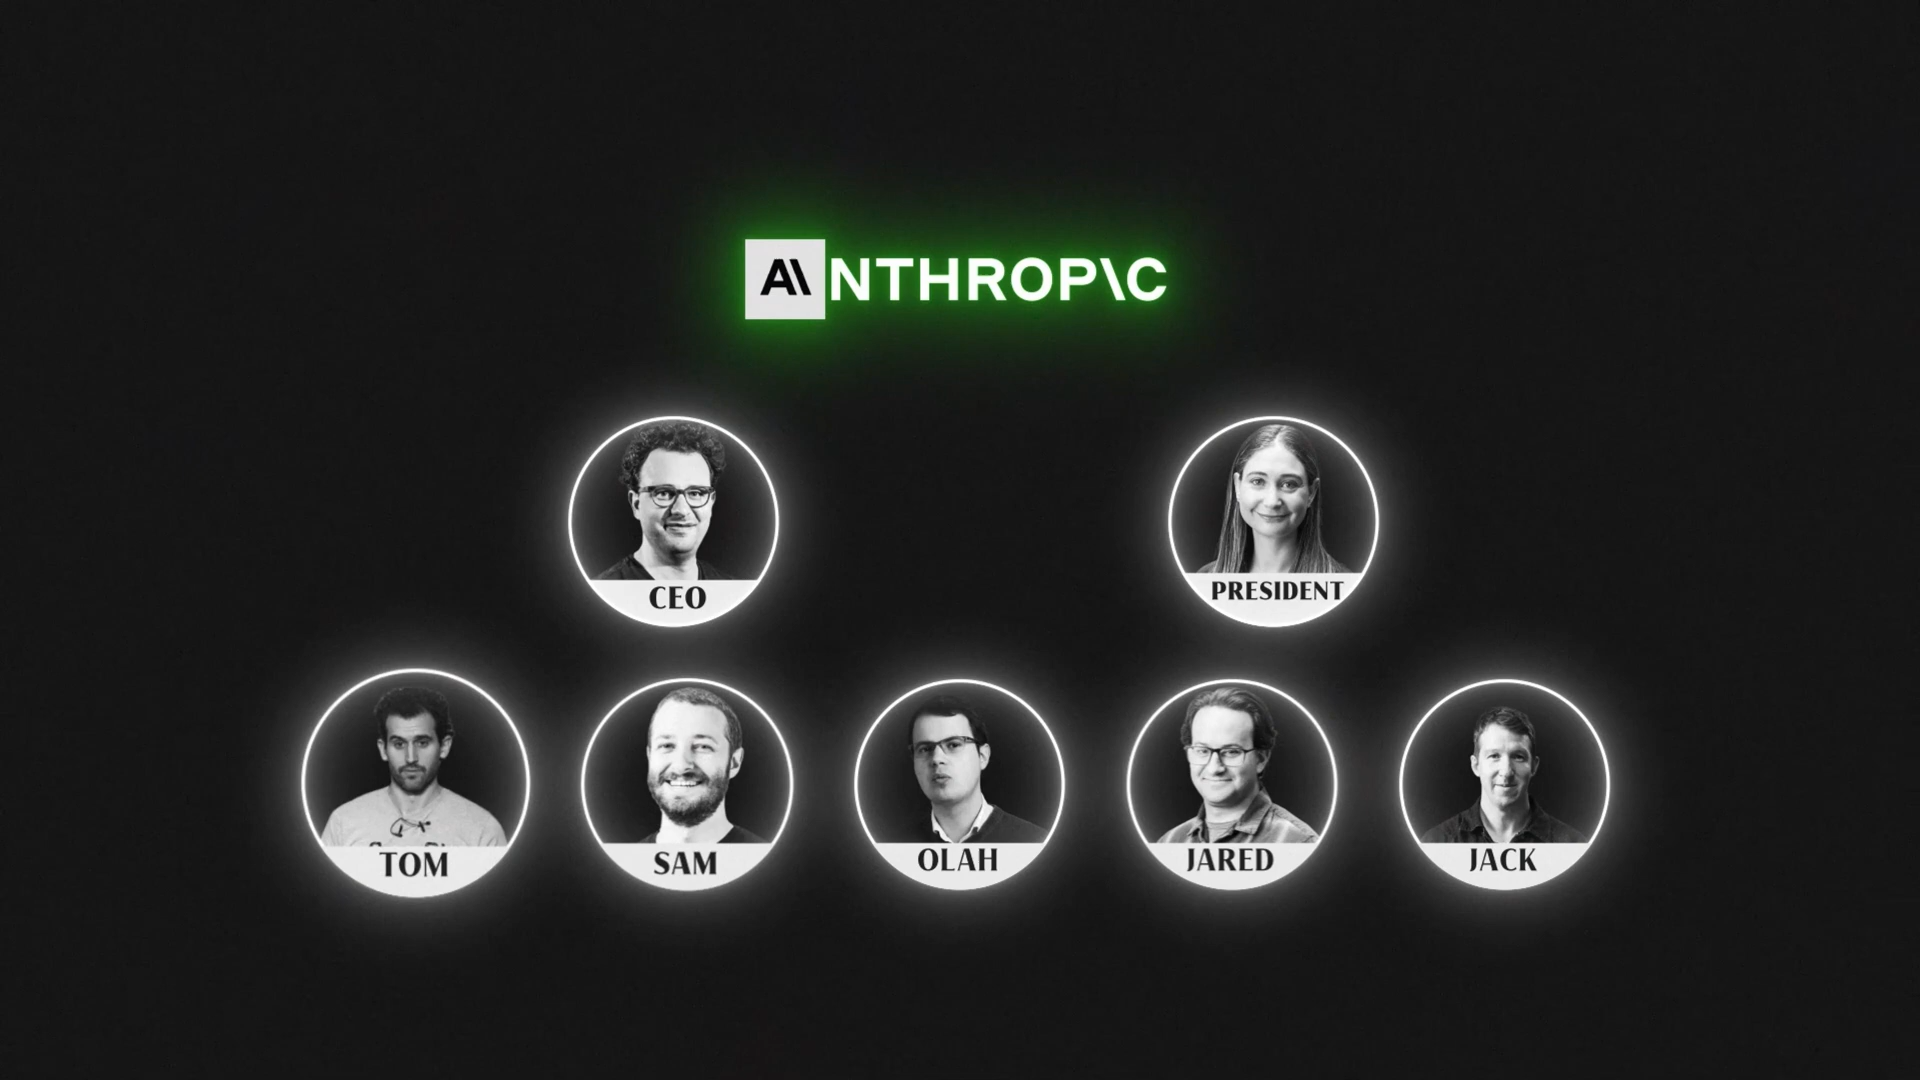 A\NTHROP\C
CEO
PRESIDENT
TOM
SAM
OLAH
JARED
JACK